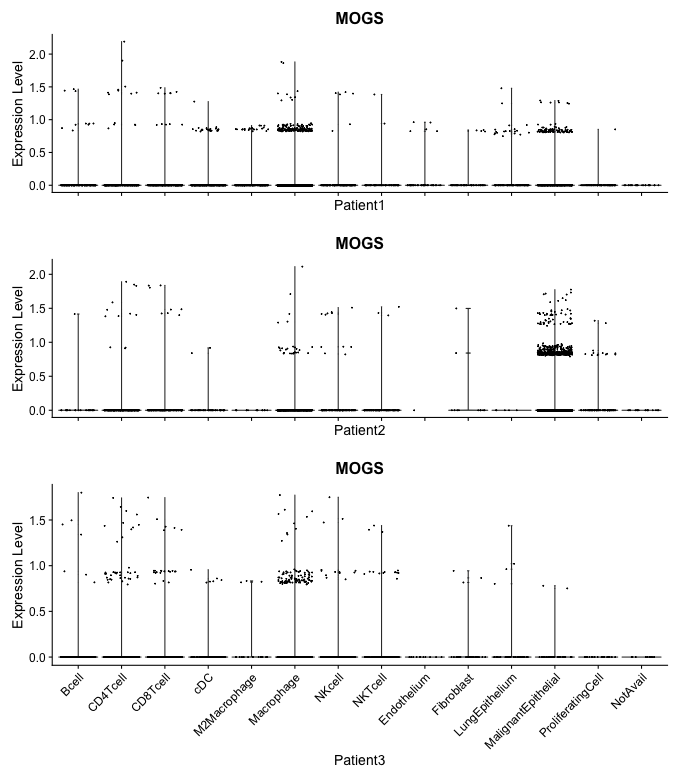 MOGS
Expression Level
2.0
1.5
1.0
0.5
0.0
Patient1
MOGS
Expression Level
2.0
1.5
1.0
0.5
0.0
Patient2
MOGS
Expression Level
1.5
1.0
0.5
0.0
Bcell
CD4Tcell
CD8Tcell
cDC
M2Macrophage
Macrophage
NKcell
NKTcell
Endothelium
Fibroblast
LungEpithelium
MalignantEpithelial
ProliferatingCell
NotAvail
Patient3